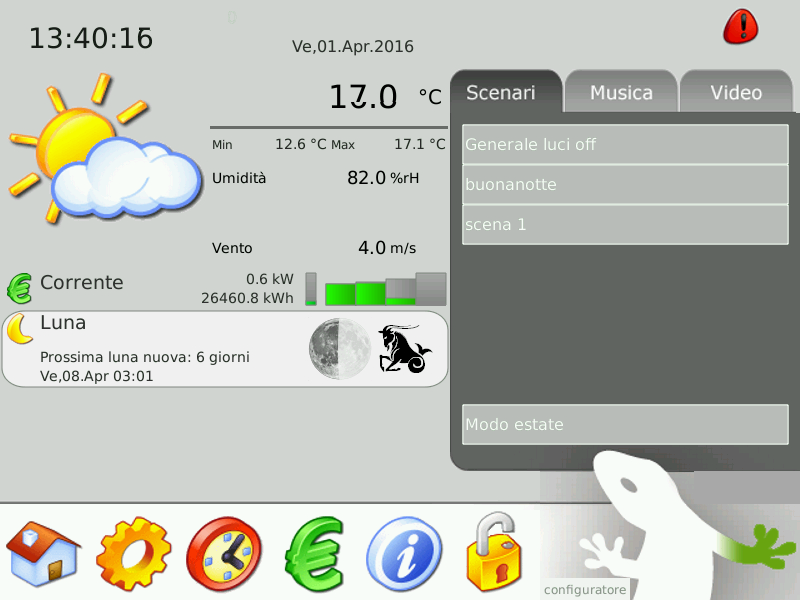 13:40:16
Ve,01.Apr.2016
17.0 °C
Min 12.6 °C Max 17.1 °C
Umidità 82.0 %rH
Vento 4.0 m/s
Corrente 0.6 kW
26460.8 kWh
Luna
Prossima luna nuova: 6 giorni
Ve,08.Apr 03:01
Scenari Musica Video
Generale luci off
buonanotte
scena 1
Modo estate
configuratore